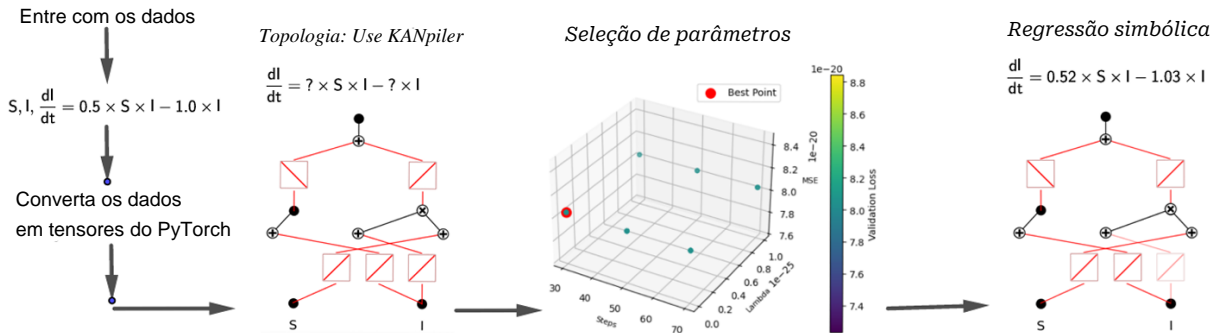 Entre com os dados
S, I, dI/dt = 0.5 × S × I − 1.0 × I
Converta os dados
em tensores do PyTorch
Topologia: Use KANpiler
dI/dt = ? × S × I − ? × I
S
I
Seleção de parâmetros
Best Point
1e−20
8.4
8.2
8.0
7.8
7.6
MSE
1e−25
1.0
0.8
0.6
0.4
0.2
0.0
Lambda
30
40
50
60
70
Steps
1e−20
8.8
8.6
8.4
8.2
8.0
7.8
7.6
7.4
Validation Loss
Regressão simbólica
dI/dt = 0.52 × S × I − 1.03 × I
S
I